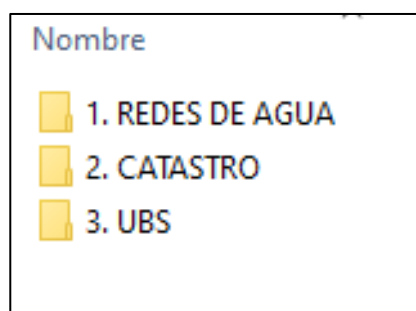 Nombre
1. REDES DE AGUA
2. CATASTRO
3. UBS